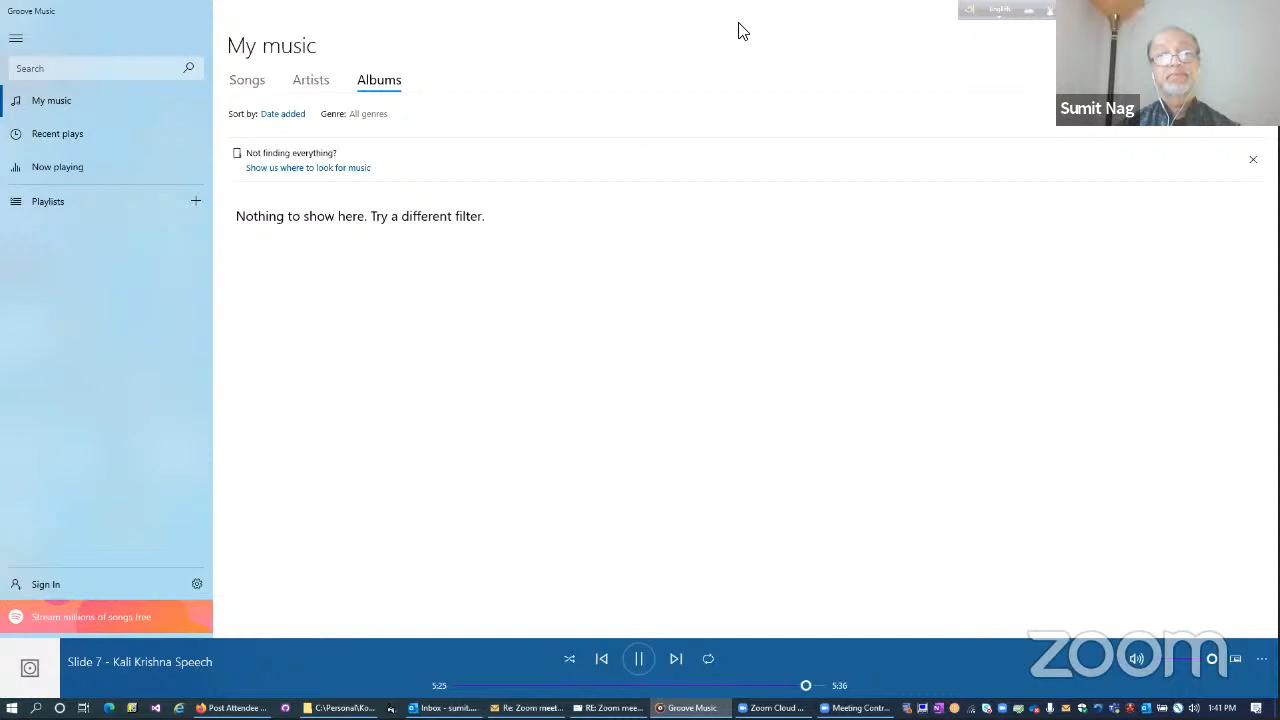 Groove Music
English
My music
Sumit Nag
Search
Songs Artists Albums
My music
Sort by: Date added Genre: All genres
Recent plays
Not finding everything?
Show us where to look for music
Now playing
Playlists
Nothing to show here. Try a different filter.
Sign In
Stream millions of songs free
zoom
Slide 7 - Kali Krishna Speech
5:25 5:36
Post Attendee ... C:\Personal\Ko... Inbox - sumit.... Re: Zoom meet... RE: Zoom mee... Groove Music Zoom Cloud ... Meeting Contr... 1:41 PM